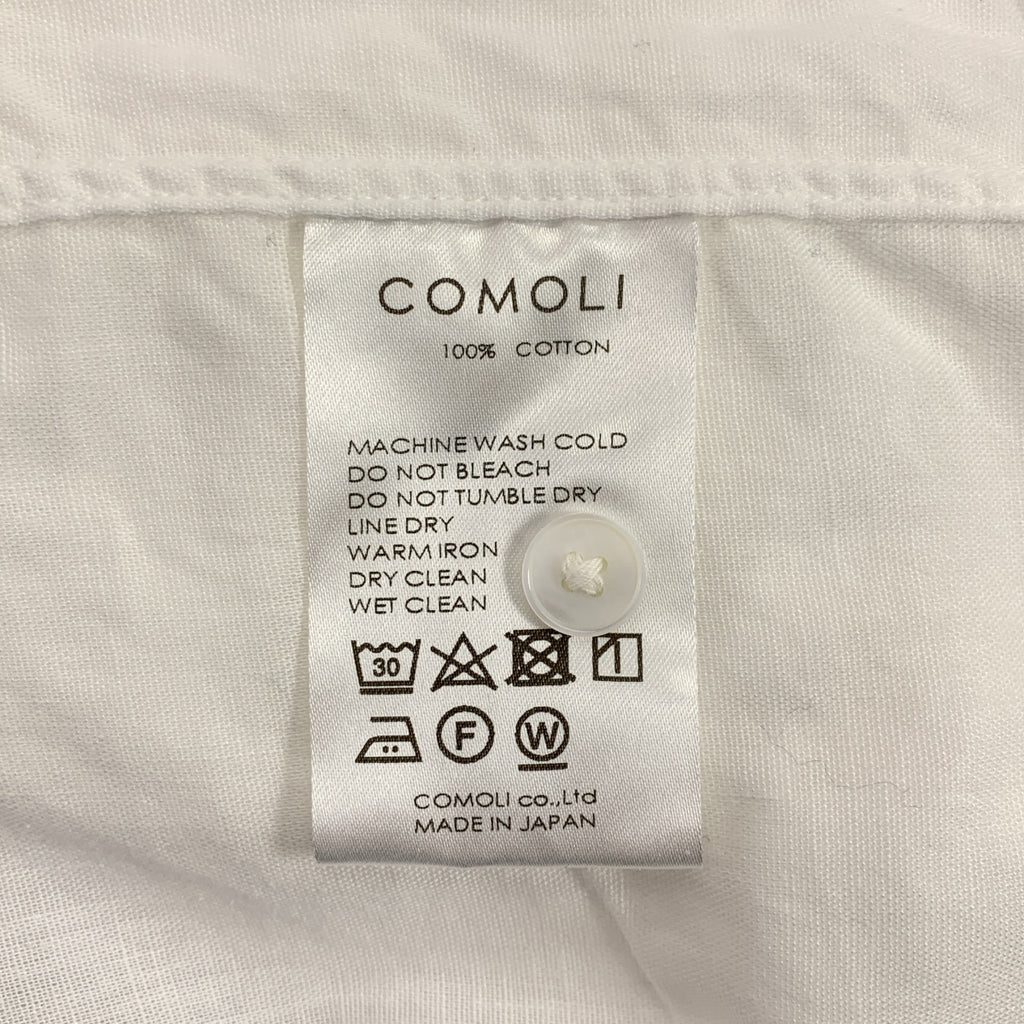 COMOLI
100% COTTON
MACHINE WASH COLD
DO NOT BLEACH
DO NOT TUMBLE DRY
LINE DRY
WARM IRON
DRY CLEAN
WET CLEAN
30
F W
COMOLI co.,Ltd
MADE IN JAPAN